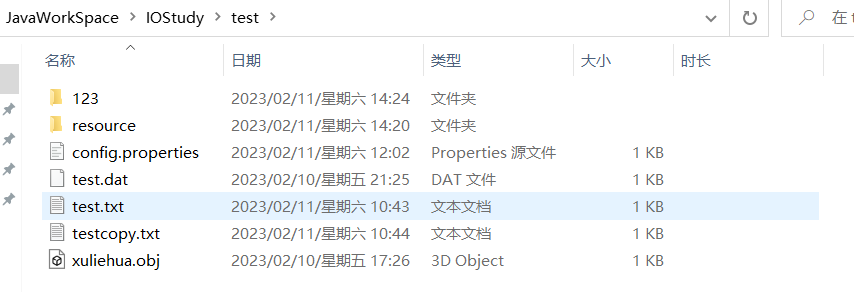 JavaWorkSpace > IOStudy > test > 在 t
名称 日期 类型 大小 时长
123 2023/02/11/星期六 14:24 文件夹
resource 2023/02/11/星期六 14:20 文件夹
config.properties 2023/02/11/星期六 12:02 Properties 源文件 1 KB
test.dat 2023/02/10/星期五 21:25 DAT 文件 1 KB
test.txt 2023/02/11/星期六 10:43 文本文档 1 KB
testcopy.txt 2023/02/11/星期六 10:44 文本文档 1 KB
xuliehua.obj 2023/02/10/星期五 17:26 3D Object 1 KB